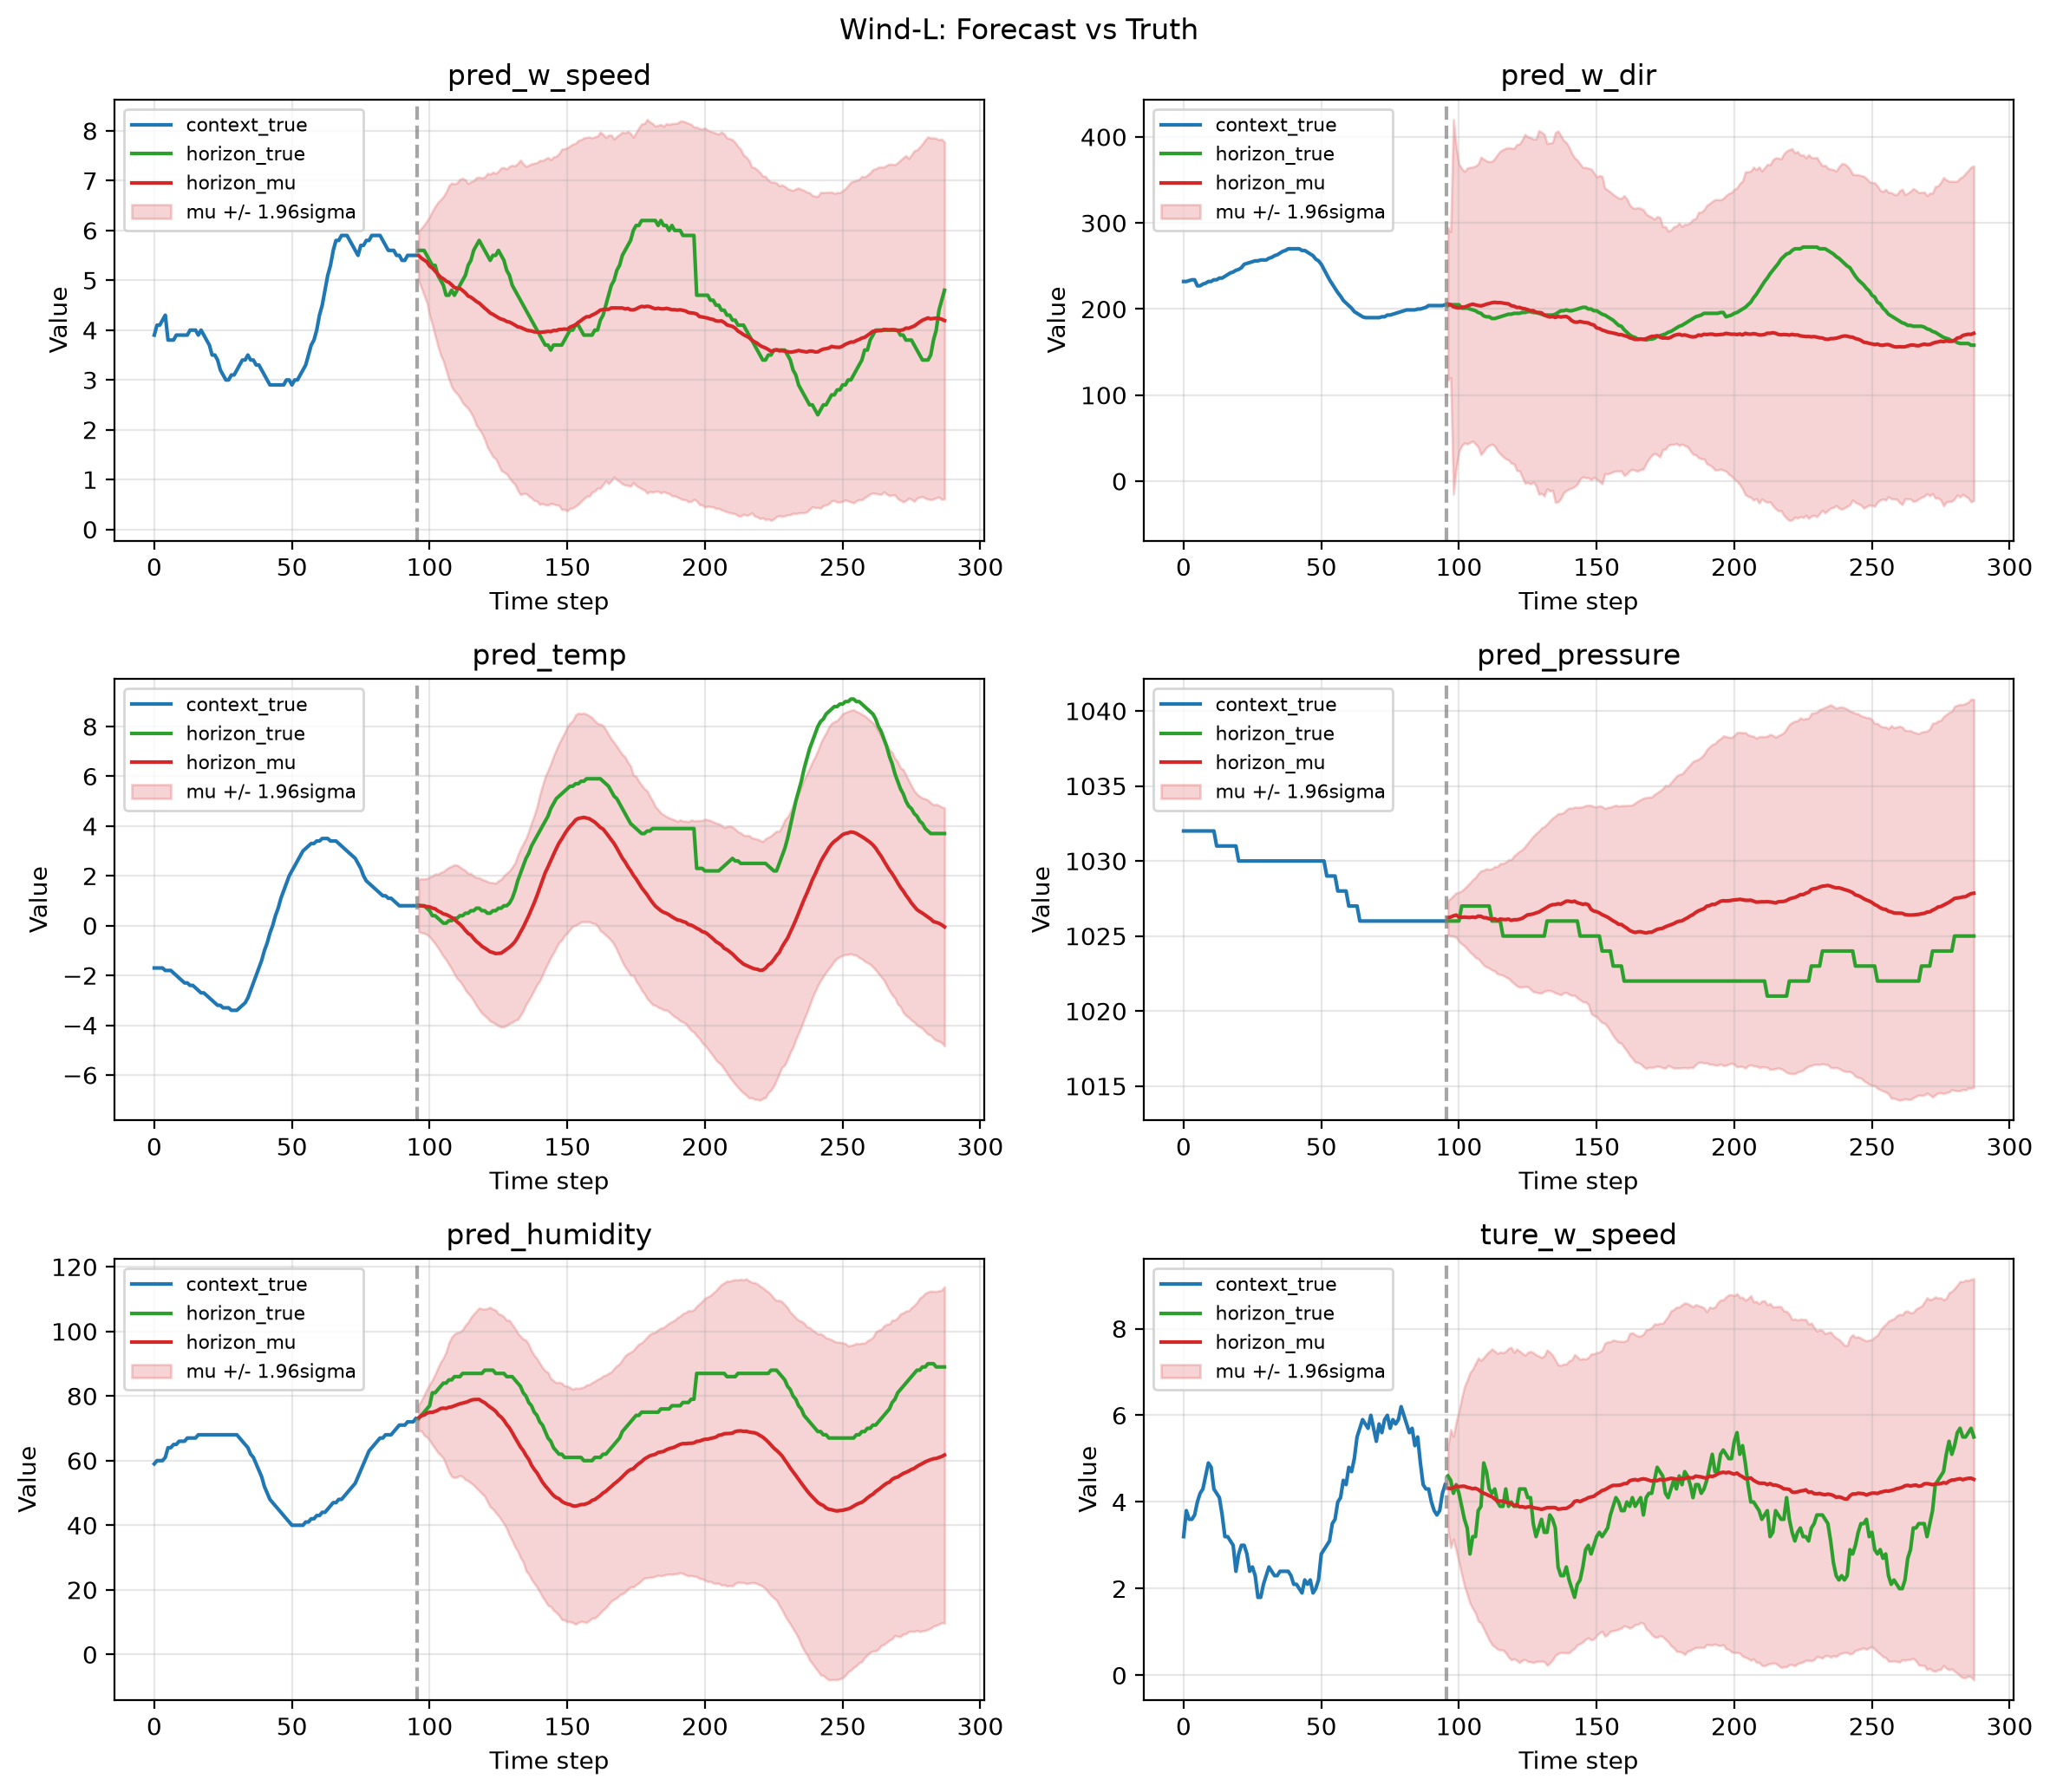 Wind-L: Forecast vs Truth
pred_w_speed
context_true
horizon_true
horizon_mu
mu +/- 1.96sigma
Value
8
7
6
5
4
3
2
1
0
0 50 100 150 200 250 300
Time step
pred_w_dir
context_true
horizon_true
horizon_mu
mu +/- 1.96sigma
Value
400
300
200
100
0
0 50 100 150 200 250 300
Time step
pred_temp
context_true
horizon_true
horizon_mu
mu +/- 1.96sigma
Value
8
6
4
2
0
−2
−4
−6
0 50 100 150 200 250 300
Time step
pred_pressure
context_true
horizon_true
horizon_mu
mu +/- 1.96sigma
Value
1040
1035
1030
1025
1020
1015
0 50 100 150 200 250 300
Time step
pred_humidity
context_true
horizon_true
horizon_mu
mu +/- 1.96sigma
Value
120
100
80
60
40
20
0
0 50 100 150 200 250 300
Time step
ture_w_speed
context_true
horizon_true
horizon_mu
mu +/- 1.96sigma
Value
8
6
4
2
0
0 50 100 150 200 250 300
Time step